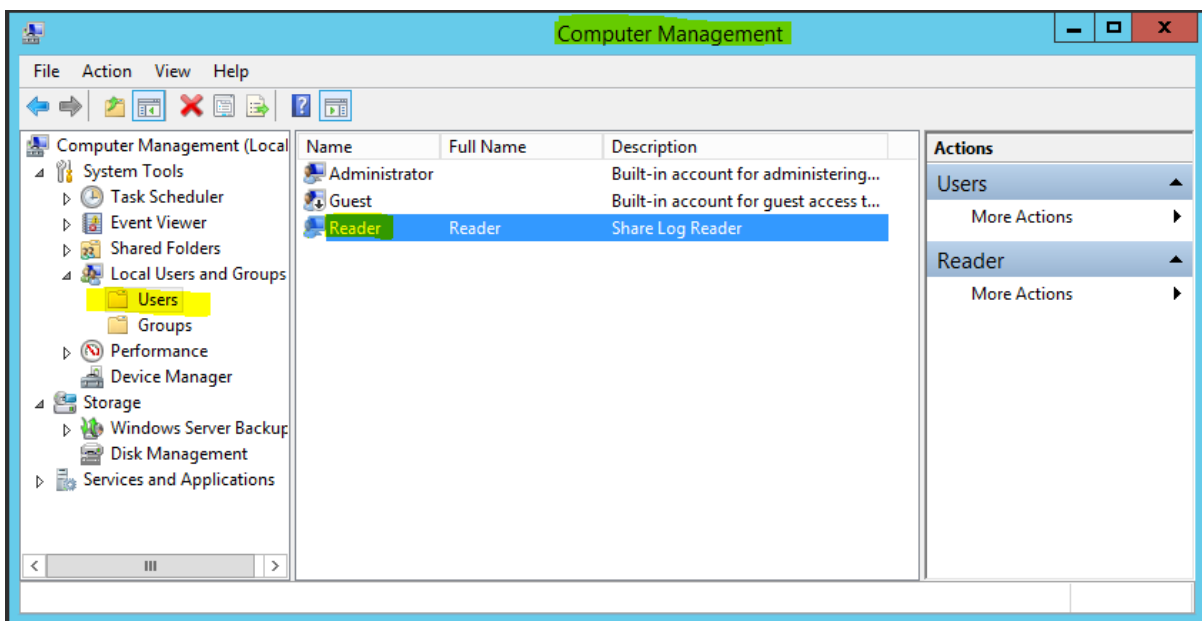 Computer Management
File Action View Help
Computer Management (Local
System Tools
Task Scheduler
Event Viewer
Shared Folders
Local Users and Groups
Users
Groups
Performance
Device Manager
Storage
Windows Server Backup
Disk Management
Services and Applications
Name Full Name Description
Administrator Built-in account for administering...
Guest Built-in account for guest access t...
Reader Reader Share Log Reader
Actions
Users
More Actions
Reader
More Actions